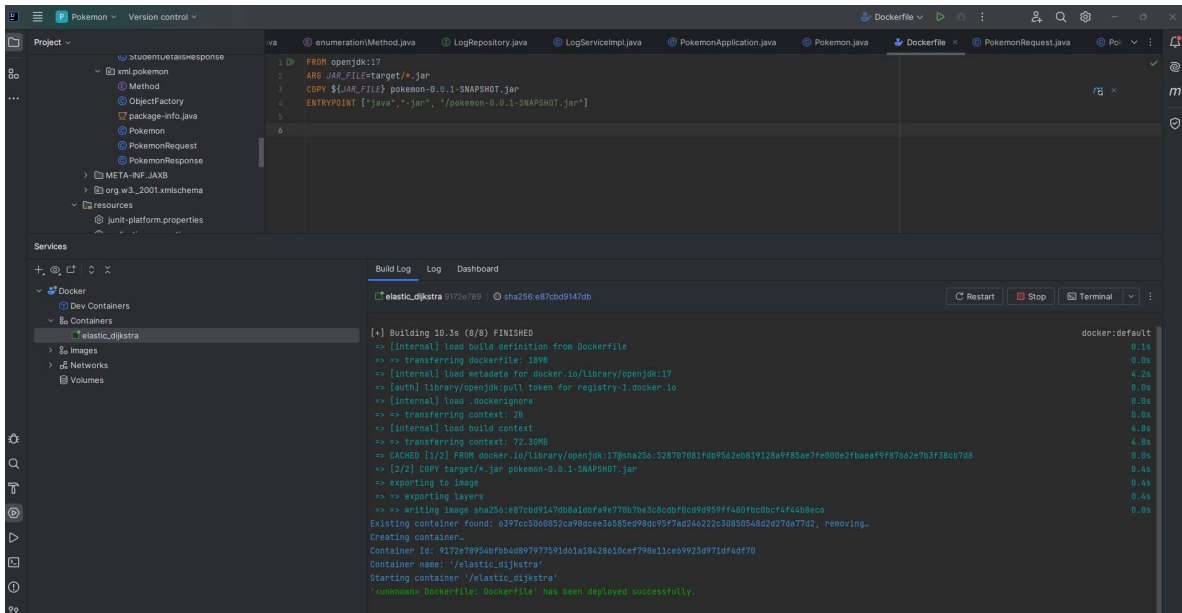 Pokemon
Version control
Dockerfile
Project
va
enumeration\Method.java
LogRepository.java
LogServiceImpl.java
PokemonApplication.java
Pokemon.java
Dockerfile
PokemonRequest.java
StudentDetailsResponse
xml.pokemon
Method
ObjectFactory
package-info.java
Pokemon
PokemonRequest
PokemonResponse
META-INF.JAXB
org.w3._2001.xmlschema
resources
junit-platform.properties
1 FROM openjdk:17
2 ARG JAR_FILE=target/*.jar
3 COPY ${JAR_FILE} pokemon-0.0.1-SNAPSHOT.jar
4 ENTRYPOINT ["java","-jar", "/pokemon-0.0.1-SNAPSHOT.jar"]
5
6
Services
Docker
Dev Containers
Containers
elastic_dijkstra
Images
Networks
Volumes
Build Log Log Dashboard
elastic_dijkstra 9172e789 sha256:e87cbd9147db Restart Stop Terminal
[+] Building 10.3s (8/8) FINISHED docker:default
=> [internal] load build definition from Dockerfile 0.1s
=> => transferring dockerfile: 189B 0.0s
=> [internal] load metadata for docker.io/library/openjdk:17 4.2s
=> [auth] library/openjdk:pull token for registry-1.docker.io 0.0s
=> [internal] load .dockerignore 0.0s
=> => transferring context: 2B 0.0s
=> [internal] load build context 4.8s
=> => transferring context: 72.30MB 4.8s
=> CACHED [1/2] FROM docker.io/library/openjdk:17@sha256:528707081fdb9562eb819128a9f85ae7fe000e2fbaeaf9f87662e7b3f38cb7d8 0.0s
=> [2/2] COPY target/*.jar pokemon-0.0.1-SNAPSHOT.jar 0.4s
=> exporting to image 0.4s
=> => exporting layers 0.4s
=> => writing image 0.0s
Existing container found: removing…
Creating container…
Container Id:
Container name: '/elastic_dijkstra'
Starting container '/elastic_dijkstra'
'<unknown> Dockerfile: Dockerfile' has been deployed successfully.